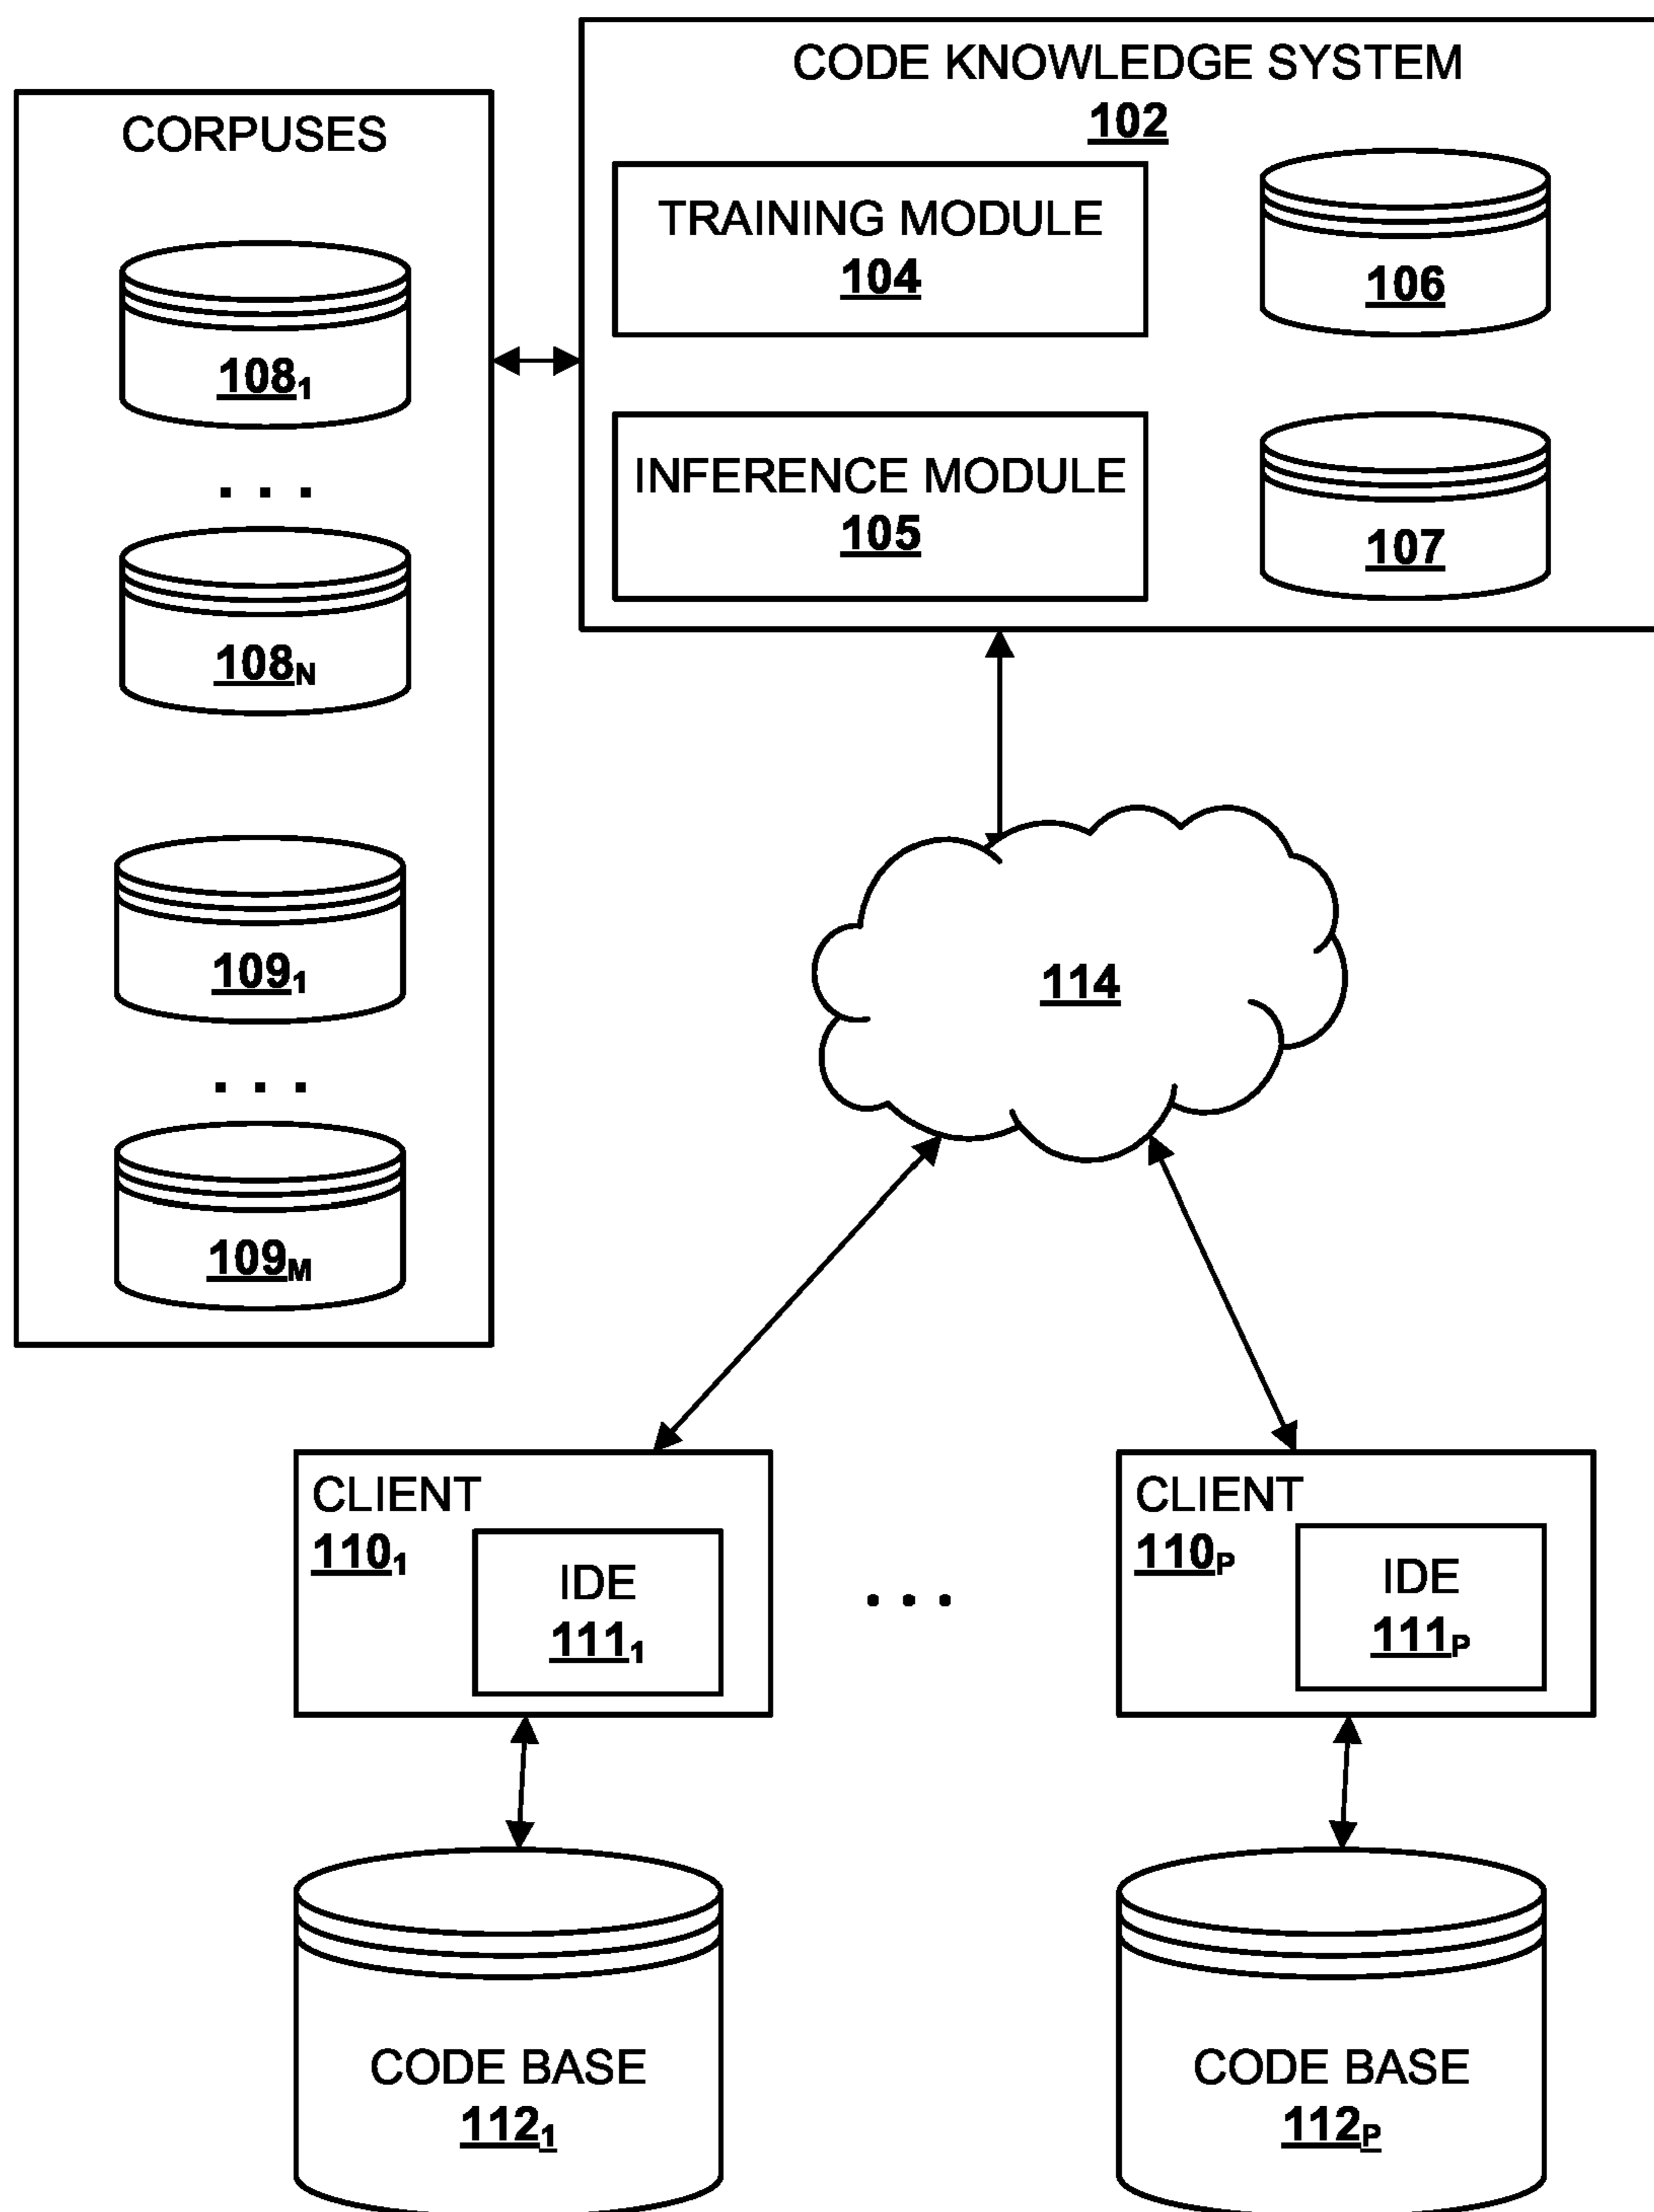 CODE KNOWLEDGE SYSTEM
102
TRAINING MODULE
104
106
INFERENCE MODULE
105
107
CORPUSES
108₁
. . .
108N
109₁
. . .
109M
114
CLIENT
110₁
IDE
111₁
. . .
CLIENT
110P
IDE
111P
CODE BASE
112₁
CODE BASE
112P